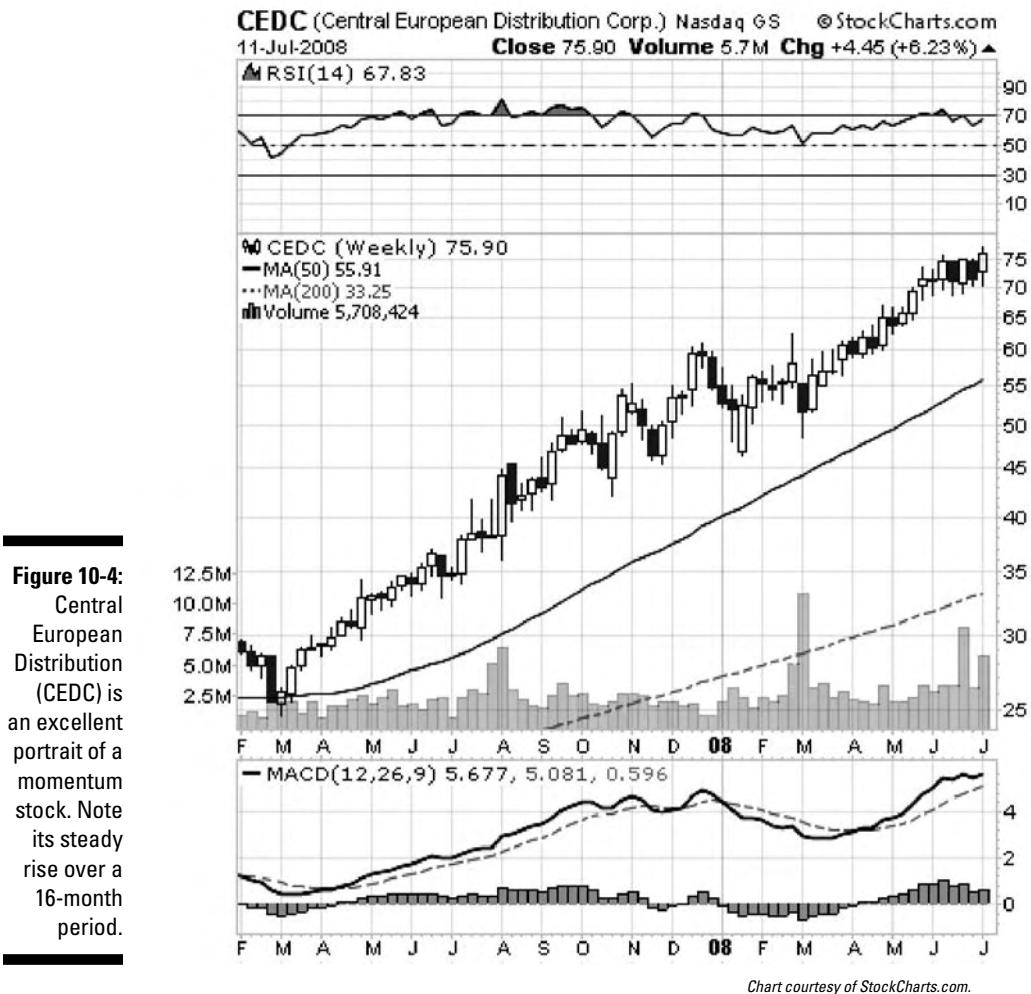 CEDC (Central European Distribution Corp.) Nasdaq GS © StockCharts.com
11-Jul-2008 Close 75.90 Volume 5.7M Chg +4.45 (+6.23%) ▲
RSI(14) 67.83
90
70
50
30
10
CEDC (Weekly) 75.90
MA(50) 55.91
MA(200) 33.25
Volume 5,708,424
75
70
65
60
55
50
45
40
35
30
25
12.5M
10.0M
7.5M
5.0M
2.5M
F M A M J J A S O N D 08 F M A M J J
MACD(12,26,9) 5.677, 5.081, 0.596
4
2
0
F M A M J J A S O N D 08 F M A M J J
Figure 10-4:
Central
European
Distribution
(CEDC) is
an excellent
portrait of a
momentum
stock. Note
its steady
rise over a
16-month
period.
Chart courtesy of StockCharts.com.